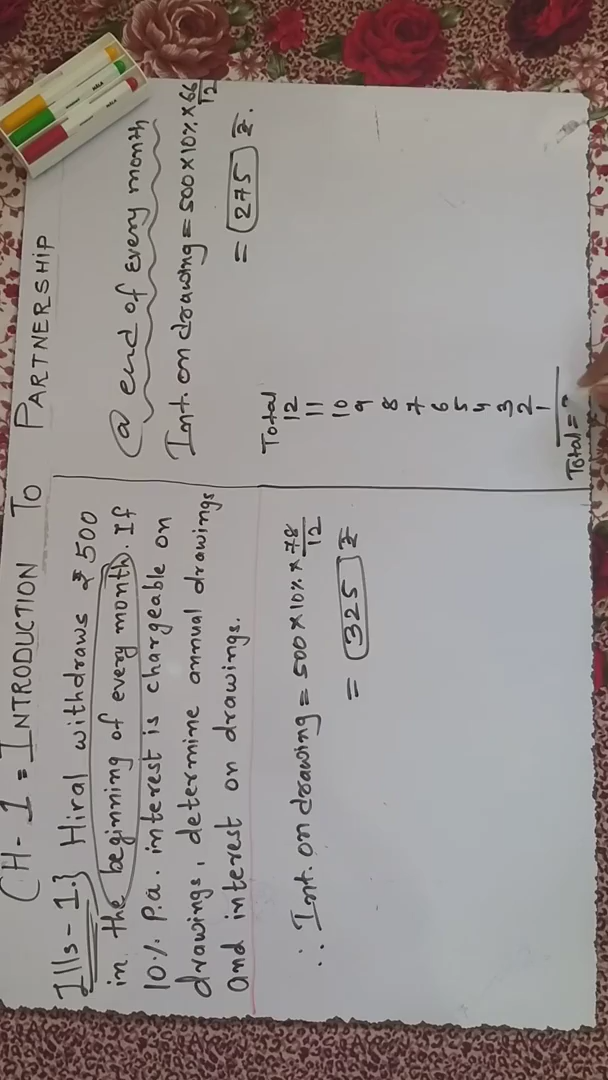 CH-1 = INTRODUCTION TO PARTNERSHIP
Ills-1.} Hiral withdraws ₹ 500
in the beginning of every month. If
10% P.a. interest is chargeable on
drawings, determine annual drawings
and interest on drawings.
∴ Int. on drawing = 500 × 10% × 78/12
= 325 ₹
@ end of every month
Int. on drawing = 500 × 10% × 66/12
= 275 ₹.
Total
12
11
10
9
8
7
6
5
4
3
2
1
Total =